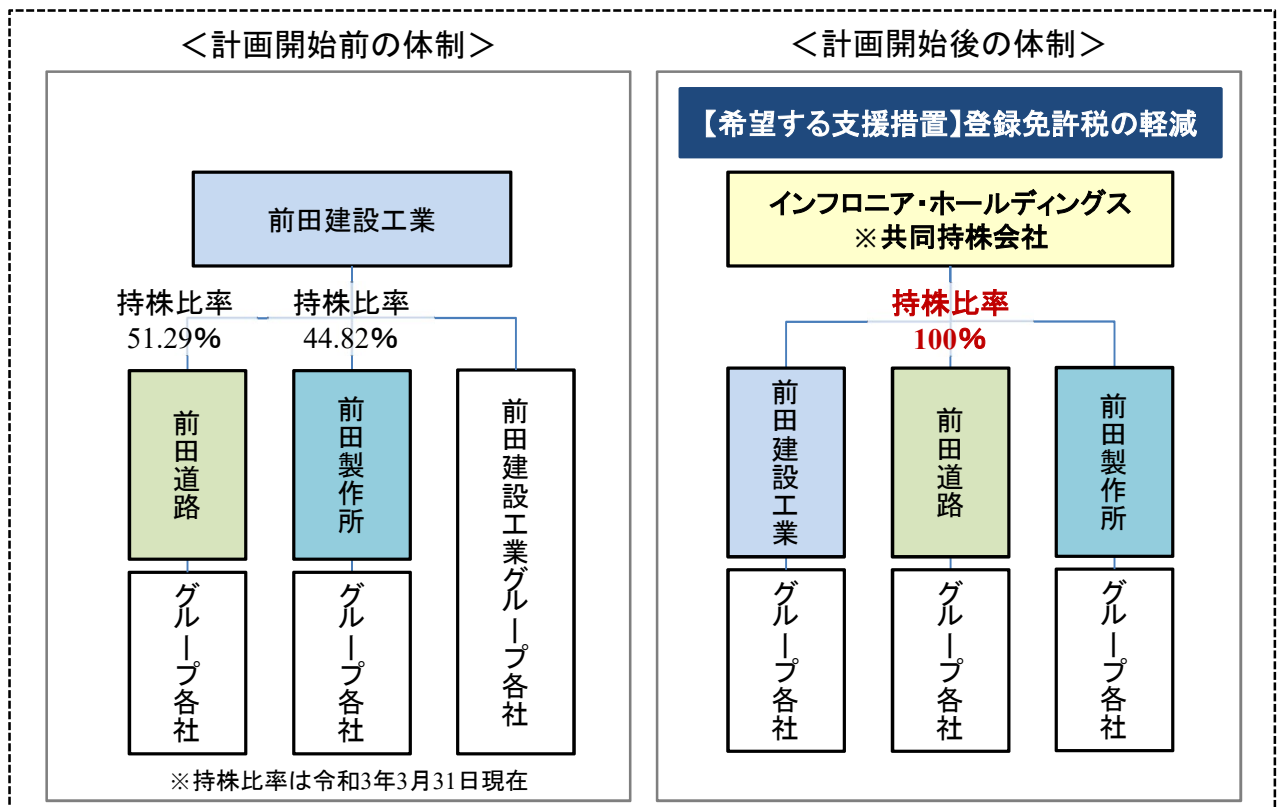 ＜計画開始前の体制＞
前田建設工業
持株比率
51.29%
持株比率
44.82%
前田道路
前田製作所
前田建設工業グループ各社
グループ各社
グループ各社
※持株比率は令和3年3月31日現在
＜計画開始後の体制＞
【希望する支援措置】登録免許税の軽減
インフロニア・ホールディングス
※共同持株会社
持株比率
100%
前田建設工業
前田道路
前田製作所
グループ各社
グループ各社
グループ各社